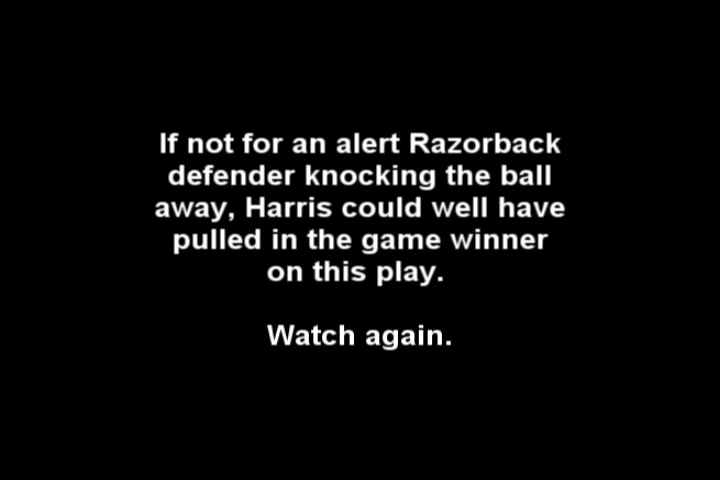 If not for an alert Razorback
defender knocking the ball
away, Harris could well have
pulled in the game winner
on this play.
Watch again.